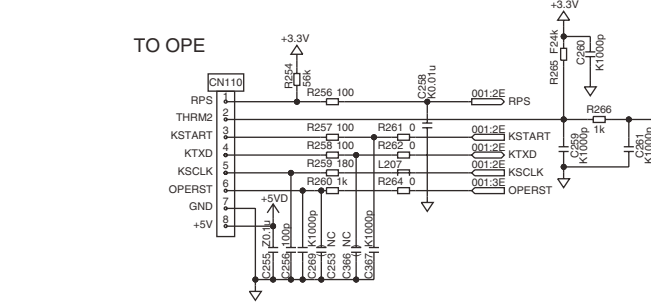 +3.3V
TO OPE
+3.3V
R254
56k
R265 F24k
C260
K1000p
CN110
C258
K0.01u
RPS 1 R256 100 001:2E RPS
THRM2 2 R266
1k
KSTART 3 R257 100 R261 0 001:2E KSTART
KTXD 4 R258 100 R262 0 001:2E KTXD
KSCLK 5 R259 180 L207 001:2E KSCLK
OPERST 6 R260 1k R264 0 001:3E OPERST
C259
K1000p
C261
K1000p
GND 7 +5VD
+5V 8
C255 Z0.1u
C256 100p
C269 K1000p
C253 NC
C366 NC
C367 K1000p